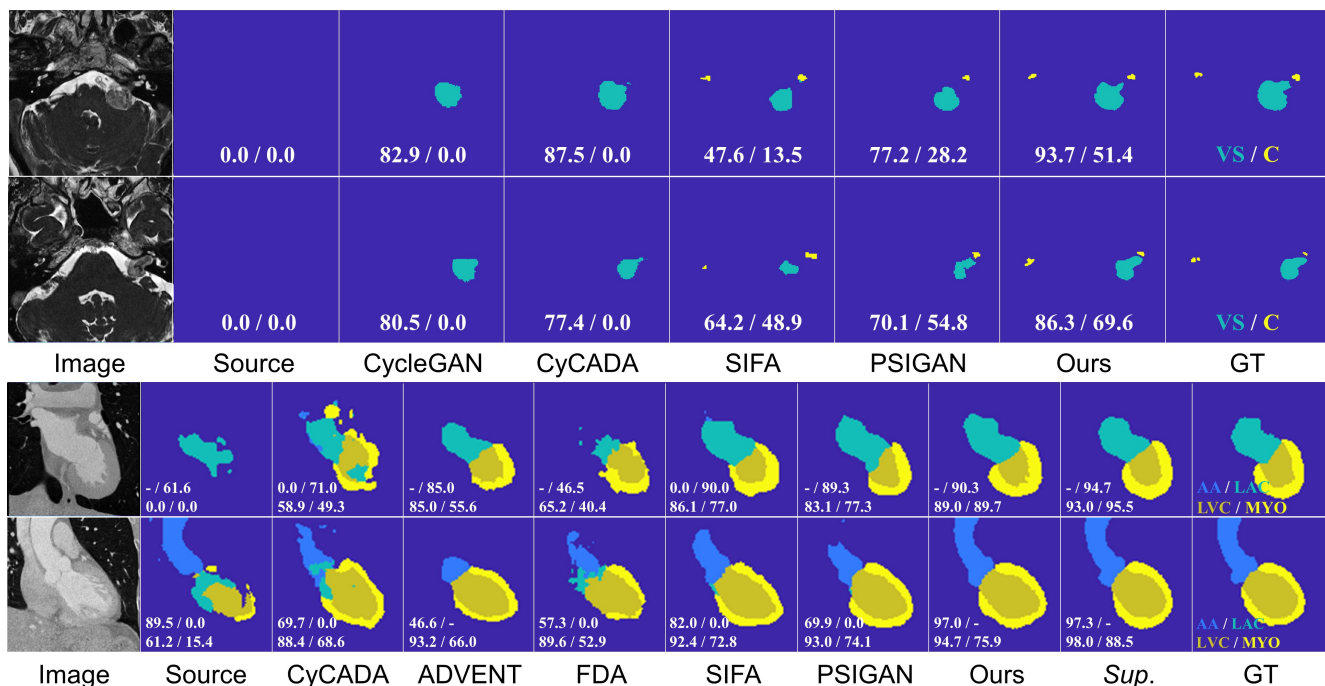 0.0 / 0.0 82.9 / 0.0 87.5 / 0.0 47.6 / 13.5 77.2 / 28.2 93.7 / 51.4 VS / C
0.0 / 0.0 80.5 / 0.0 77.4 / 0.0 64.2 / 48.9 70.1 / 54.8 86.3 / 69.6 VS / C
Image Source CycleGAN CyCADA SIFA PSIGAN Ours GT
- / 61.6 0.0 / 71.0 - / 85.0 - / 46.5 0.0 / 90.0 - / 89.3 - / 90.3 - / 94.7 AA / LAC
0.0 / 0.0 58.9 / 49.3 85.0 / 55.6 65.2 / 40.4 86.1 / 77.0 83.1 / 77.3 89.0 / 89.7 93.0 / 95.5 LVC / MYO
89.5 / 0.0 69.7 / 0.0 46.6 / - 57.3 / 0.0 82.0 / 0.0 69.9 / 0.0 97.0 / - 97.3 / - AA / LAC
61.2 / 15.4 88.4 / 68.6 93.2 / 66.0 89.6 / 52.9 92.4 / 72.8 93.0 / 74.1 94.7 / 75.9 98.0 / 88.5 LVC / MYO
Image Source CyCADA ADVENT FDA SIFA PSIGAN Ours Sup. GT